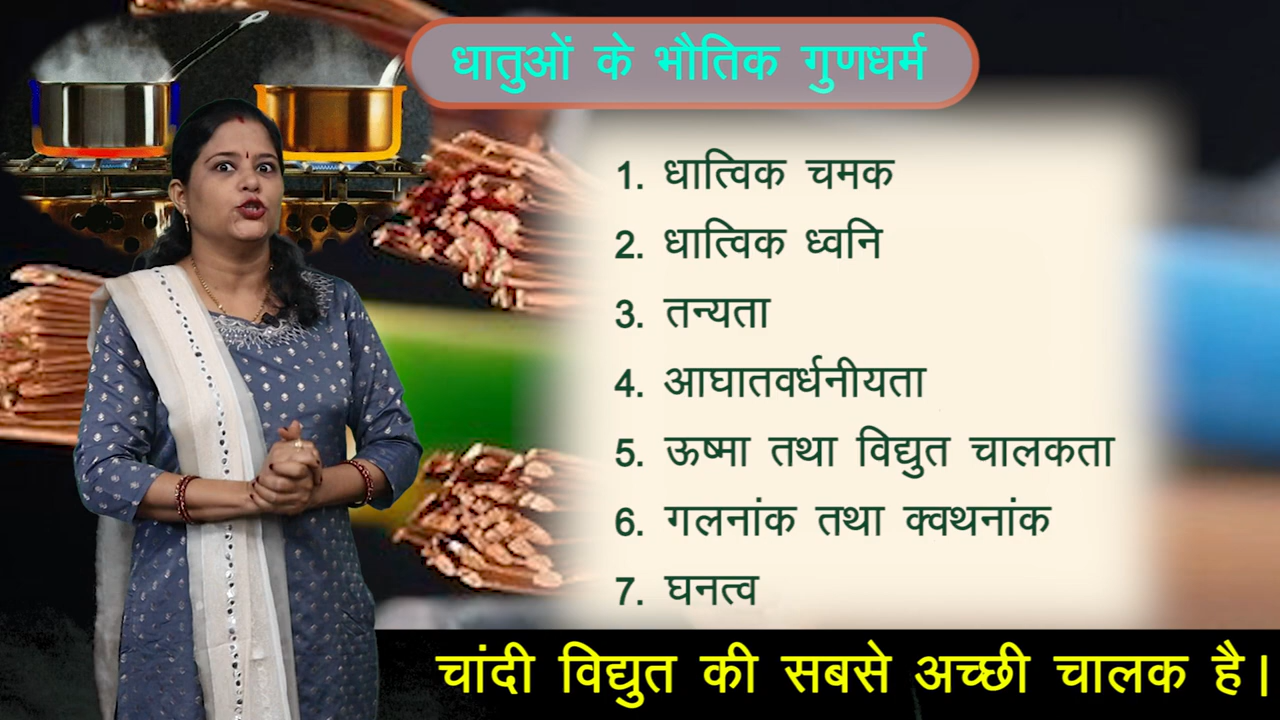 धातुओं के भौतिक गुणधर्म
1. धात्विक चमक
2. धात्विक ध्वनि
3. तन्यता
4. आघातवर्धनीयता
5. ऊष्मा तथा विद्युत चालकता
6. गलनांक तथा क्वथनांक
7. घनत्व
चांदी विद्युत की सबसे अच्छी चालक है।